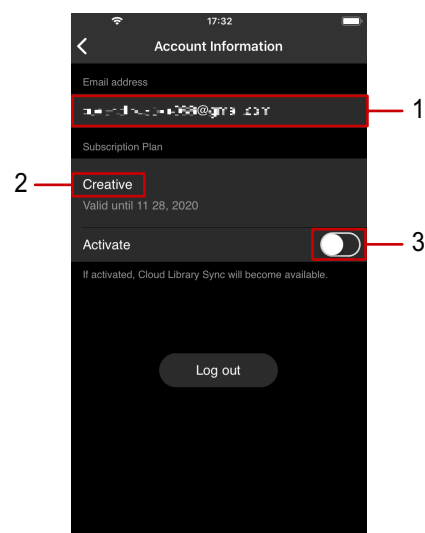 17:32
Account Information
Email address
1
Subscription Plan
2
Creative
Valid until 11 28, 2020
Activate
3
If activated, Cloud Library Sync will become available.
Log out